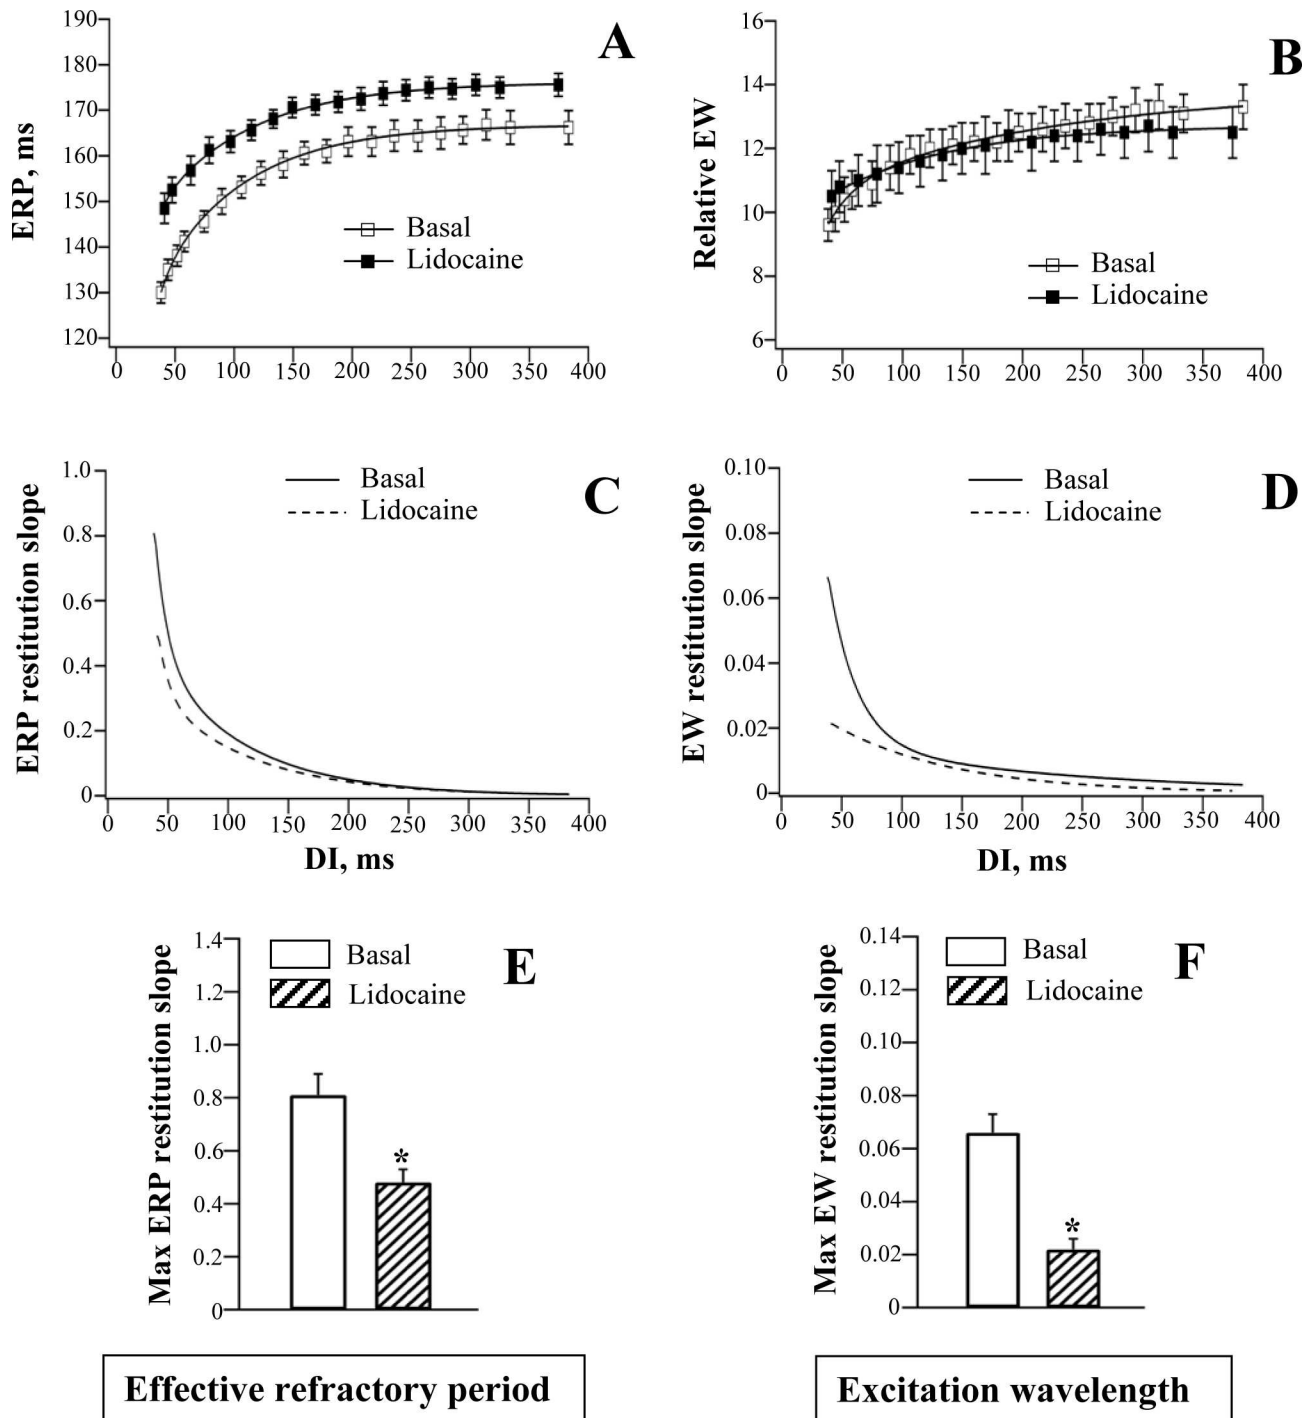 A
ERP, ms
190
180
170
160
150
140
130
120
Basal
Lidocaine
0 50 100 150 200 250 300 350 400
B
Relative EW
16
14
12
10
8
6
Basal
Lidocaine
0 50 100 150 200 250 300 350 400
C
ERP restitution slope
1.0
0.8
0.6
0.4
0.2
0
Basal
Lidocaine
0 50 100 150 200 250 300 350 400
DI, ms
D
EW restitution slope
0.10
0.08
0.06
0.04
0.02
0
Basal
Lidocaine
0 50 100 150 200 250 300 350 400
DI, ms
E
Max ERP restitution slope
1.4
1.2
1.0
0.8
0.6
0.4
0.2
0
Basal
Lidocaine
*
Effective refractory period
F
Max EW restitution slope
0.14
0.12
0.10
0.08
0.06
0.04
0.02
0
Basal
Lidocaine
*
Excitation wavelength